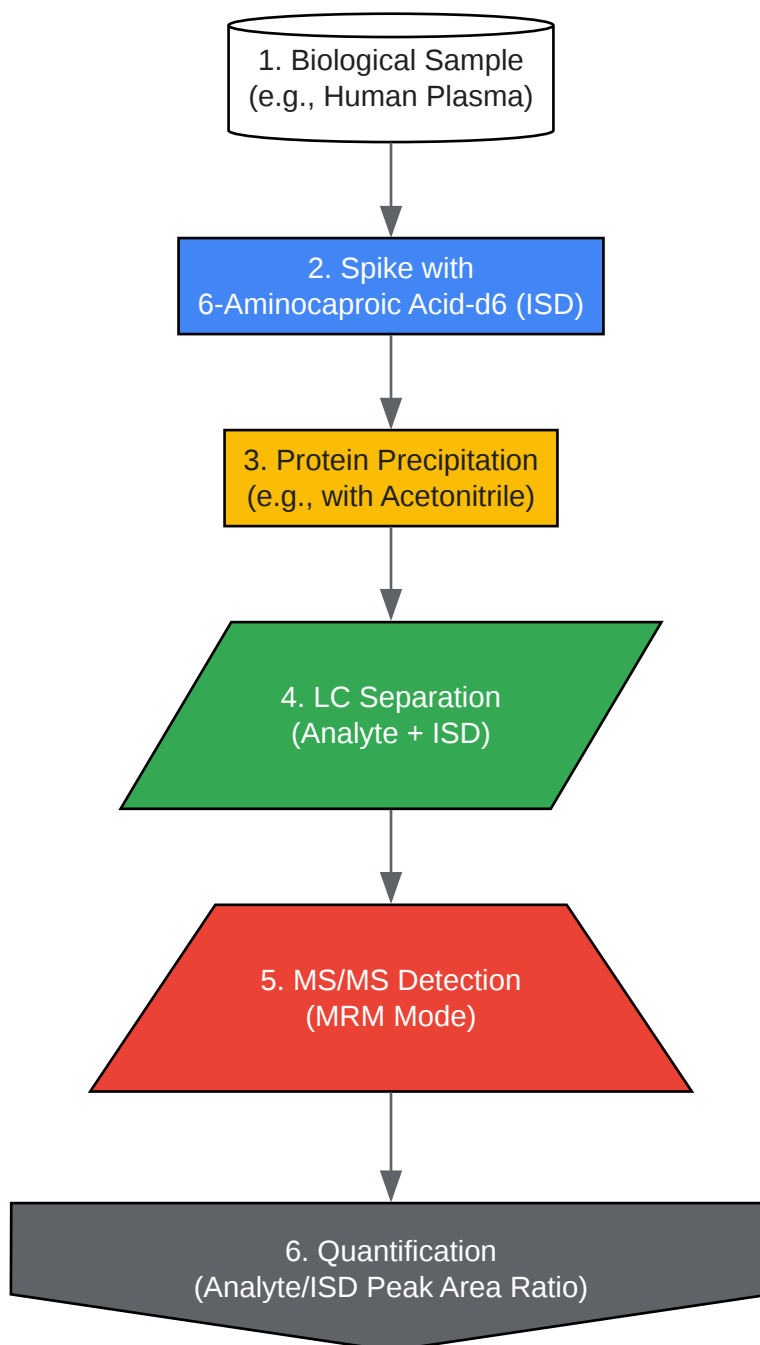 1. Biological Sample
(e.g., Human Plasma)
2. Spike with
6-Aminocaproic Acid-d6 (ISD)
3. Protein Precipitation
(e.g., with Acetonitrile)
4. LC Separation
(Analyte + ISD)
5. MS/MS Detection
(MRM Mode)
6. Quantification
(Analyte/ISD Peak Area Ratio)